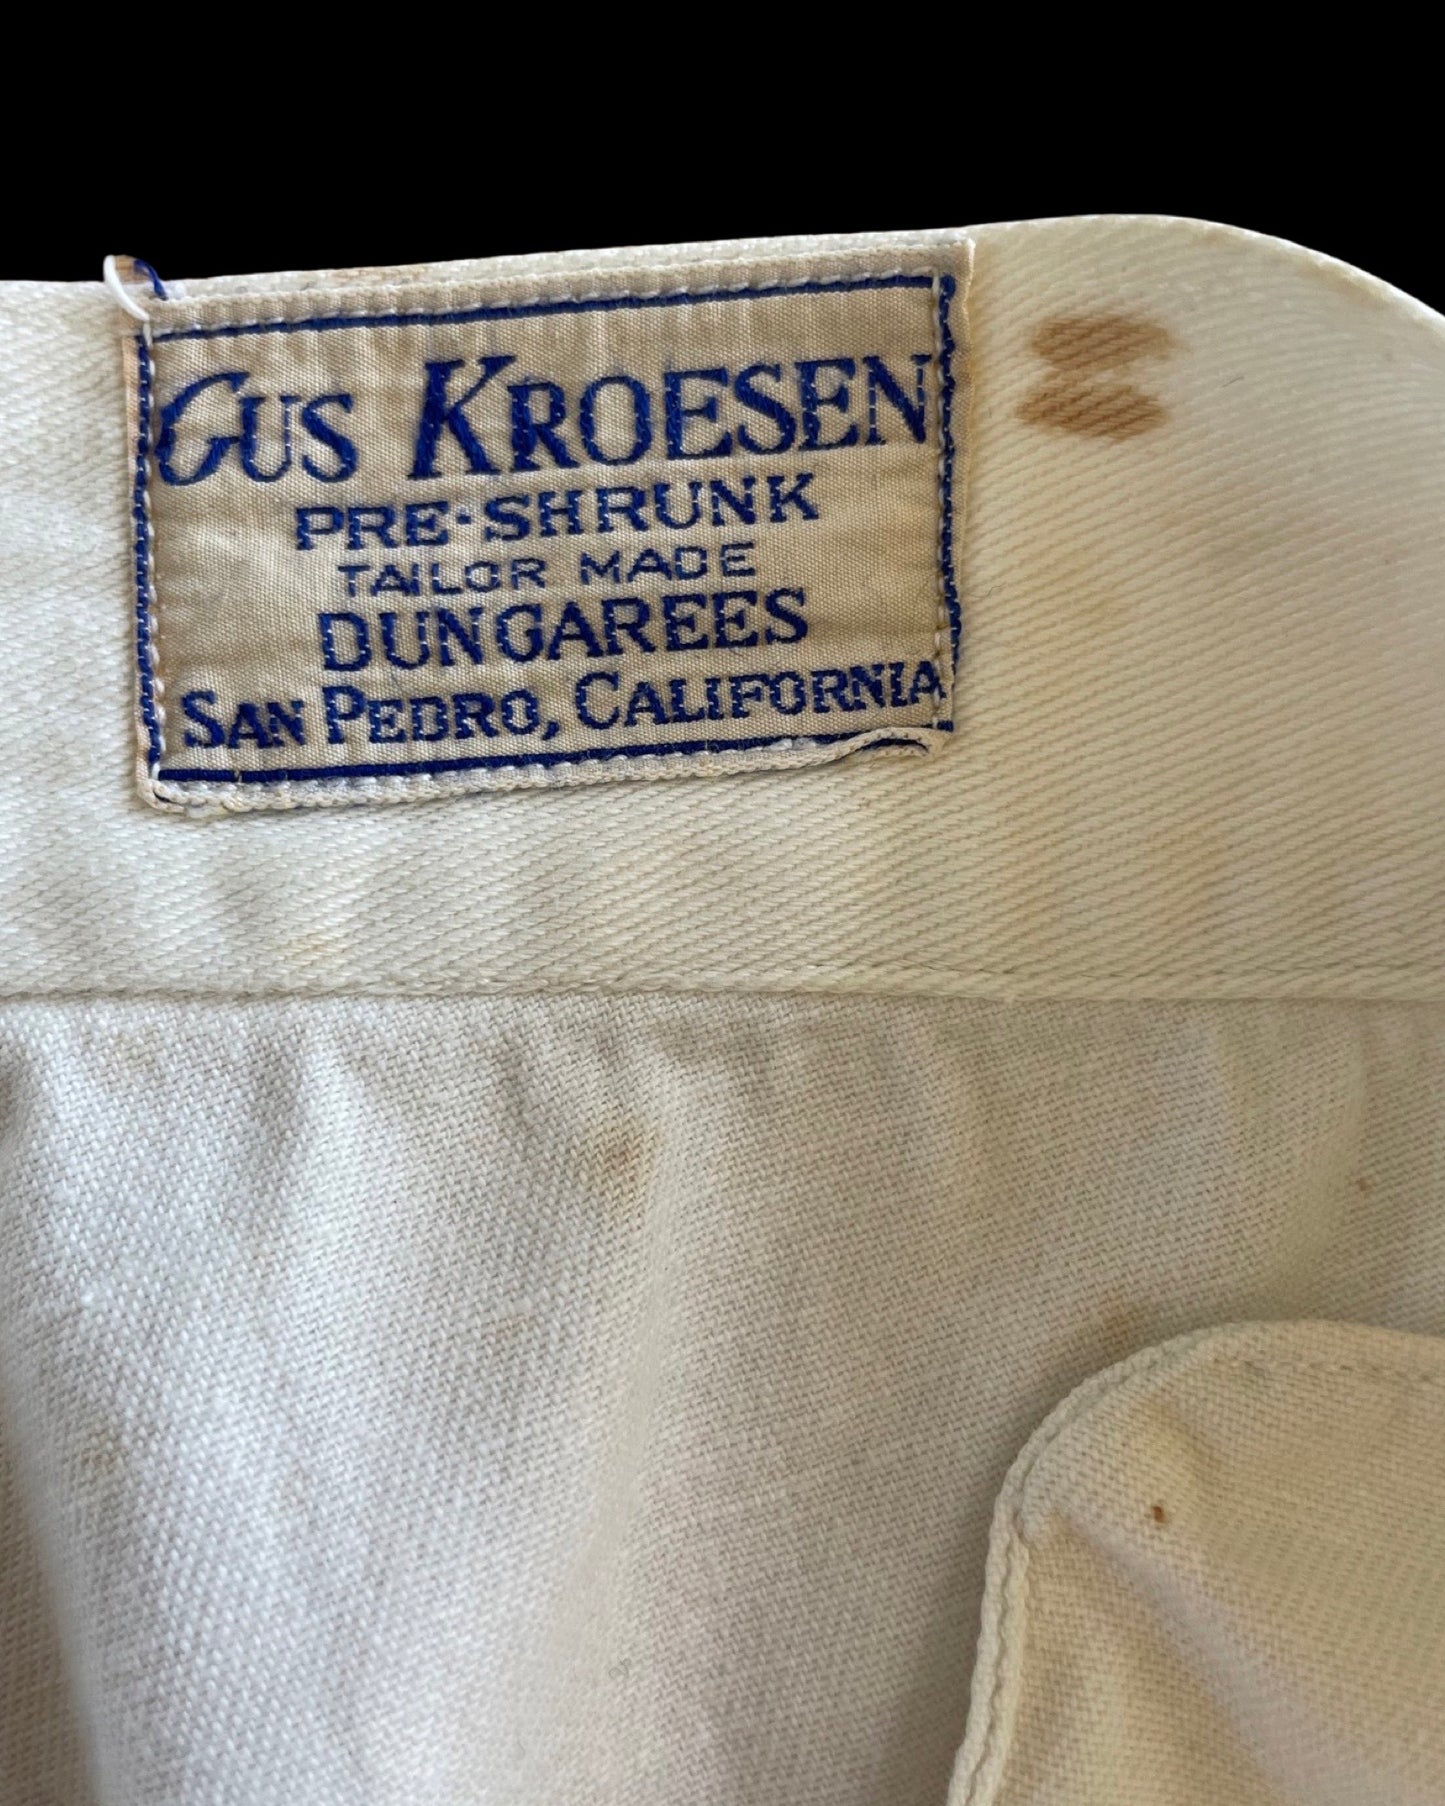 GUS KROESEN
PRE-SHRUNK
TAILOR MADE
DUNGAREES
SAN PEDRO, CALIFORNIA